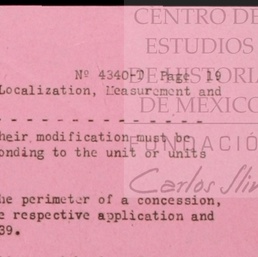 CENTRO DE
ESTUDIOS
DE HISTORIA
DE MÉXICO
FUNDACIÓ
Carlos Slim
Nº 4340-T Page 19
Localization, Measurement and
their modification must be
onding to the unit or units
he perimeter of a concession,
e respective application and
39.